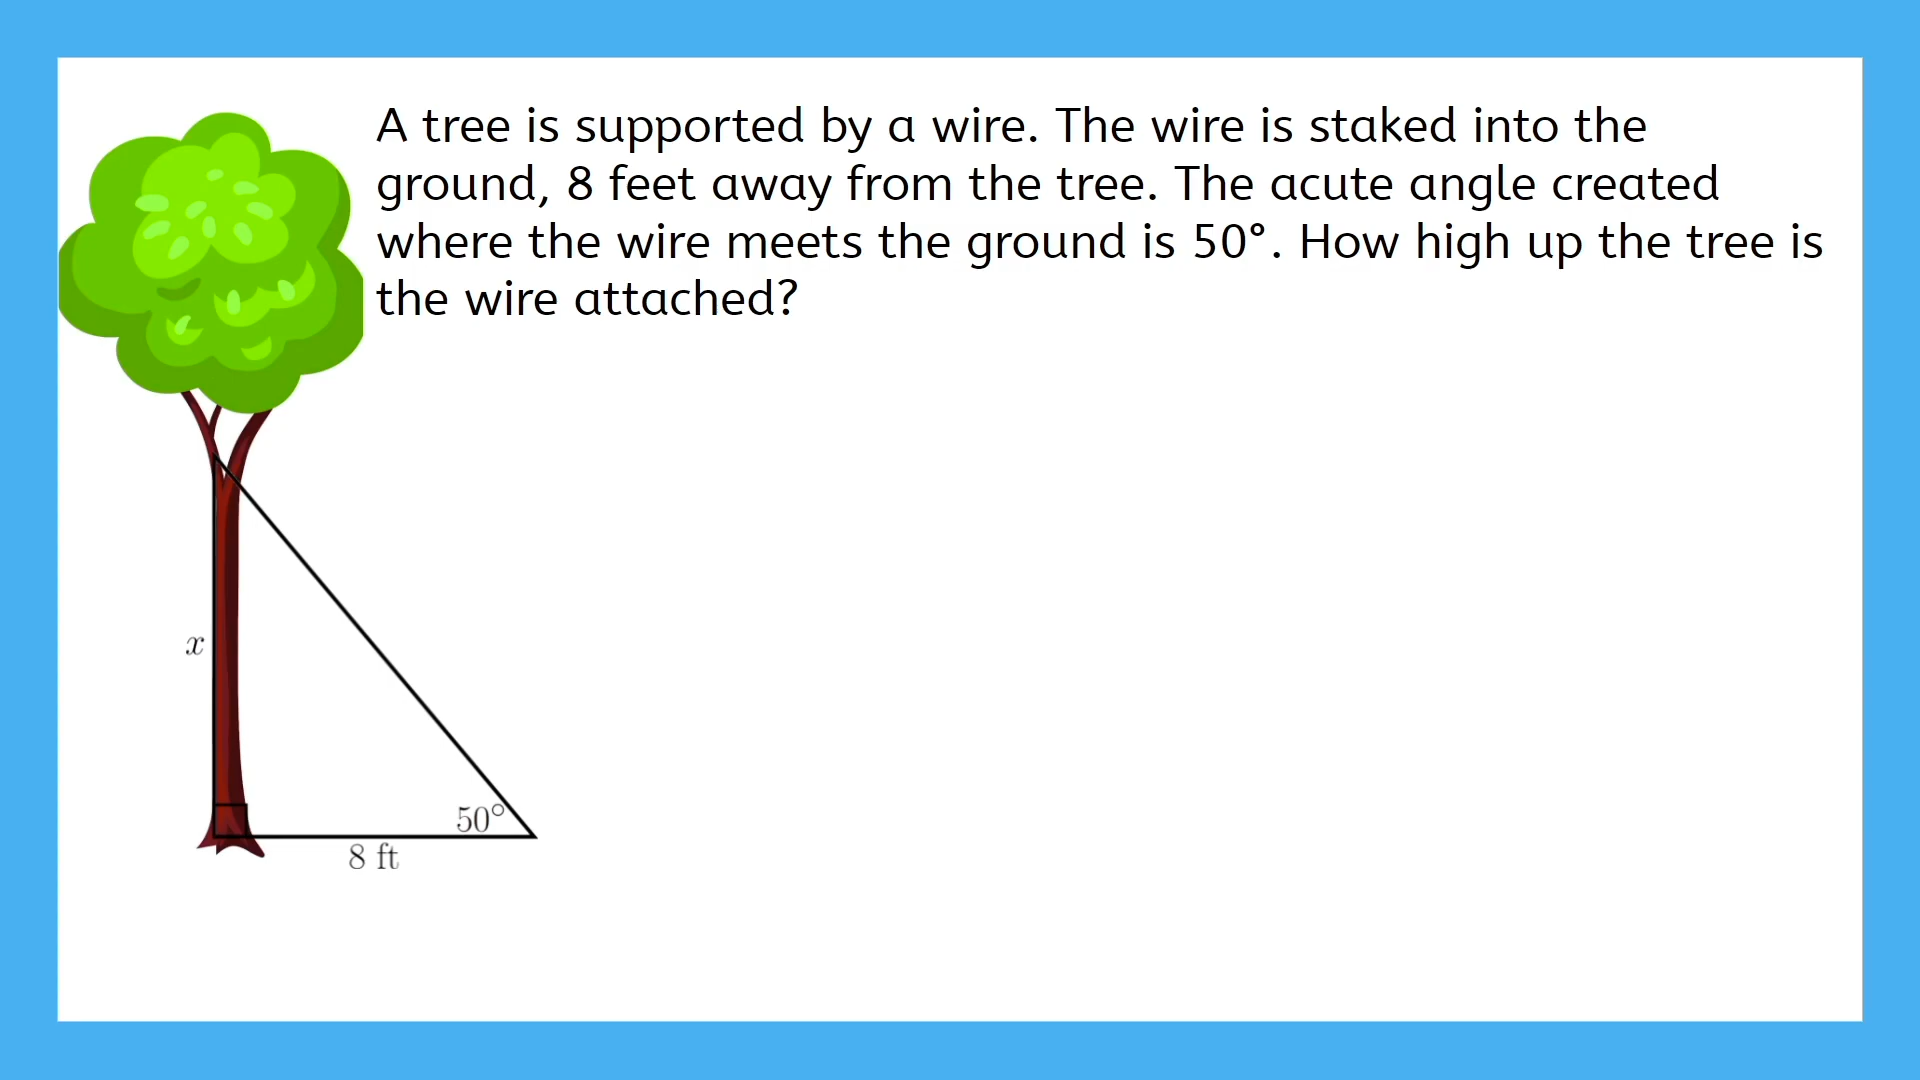 A tree is supported by a wire. The wire is staked into the
ground, 8 feet away from the tree. The acute angle created
where the wire meets the ground is 50°. How high up the tree is
the wire attached?
x
50°
8 ft